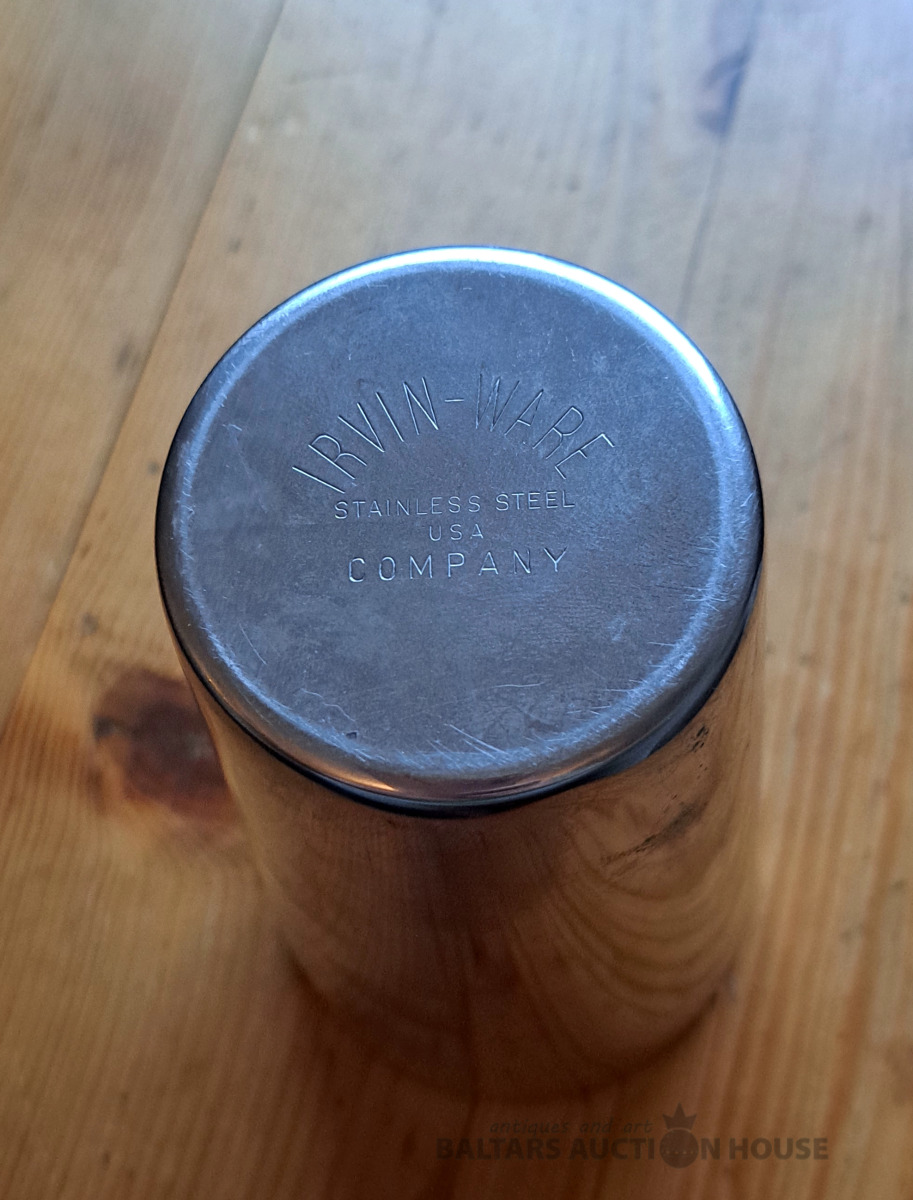 IRVIN-WARE
STAINLESS STEEL
USA
COMPANY
antiques and art
BALTARS AUCTION HOUSE